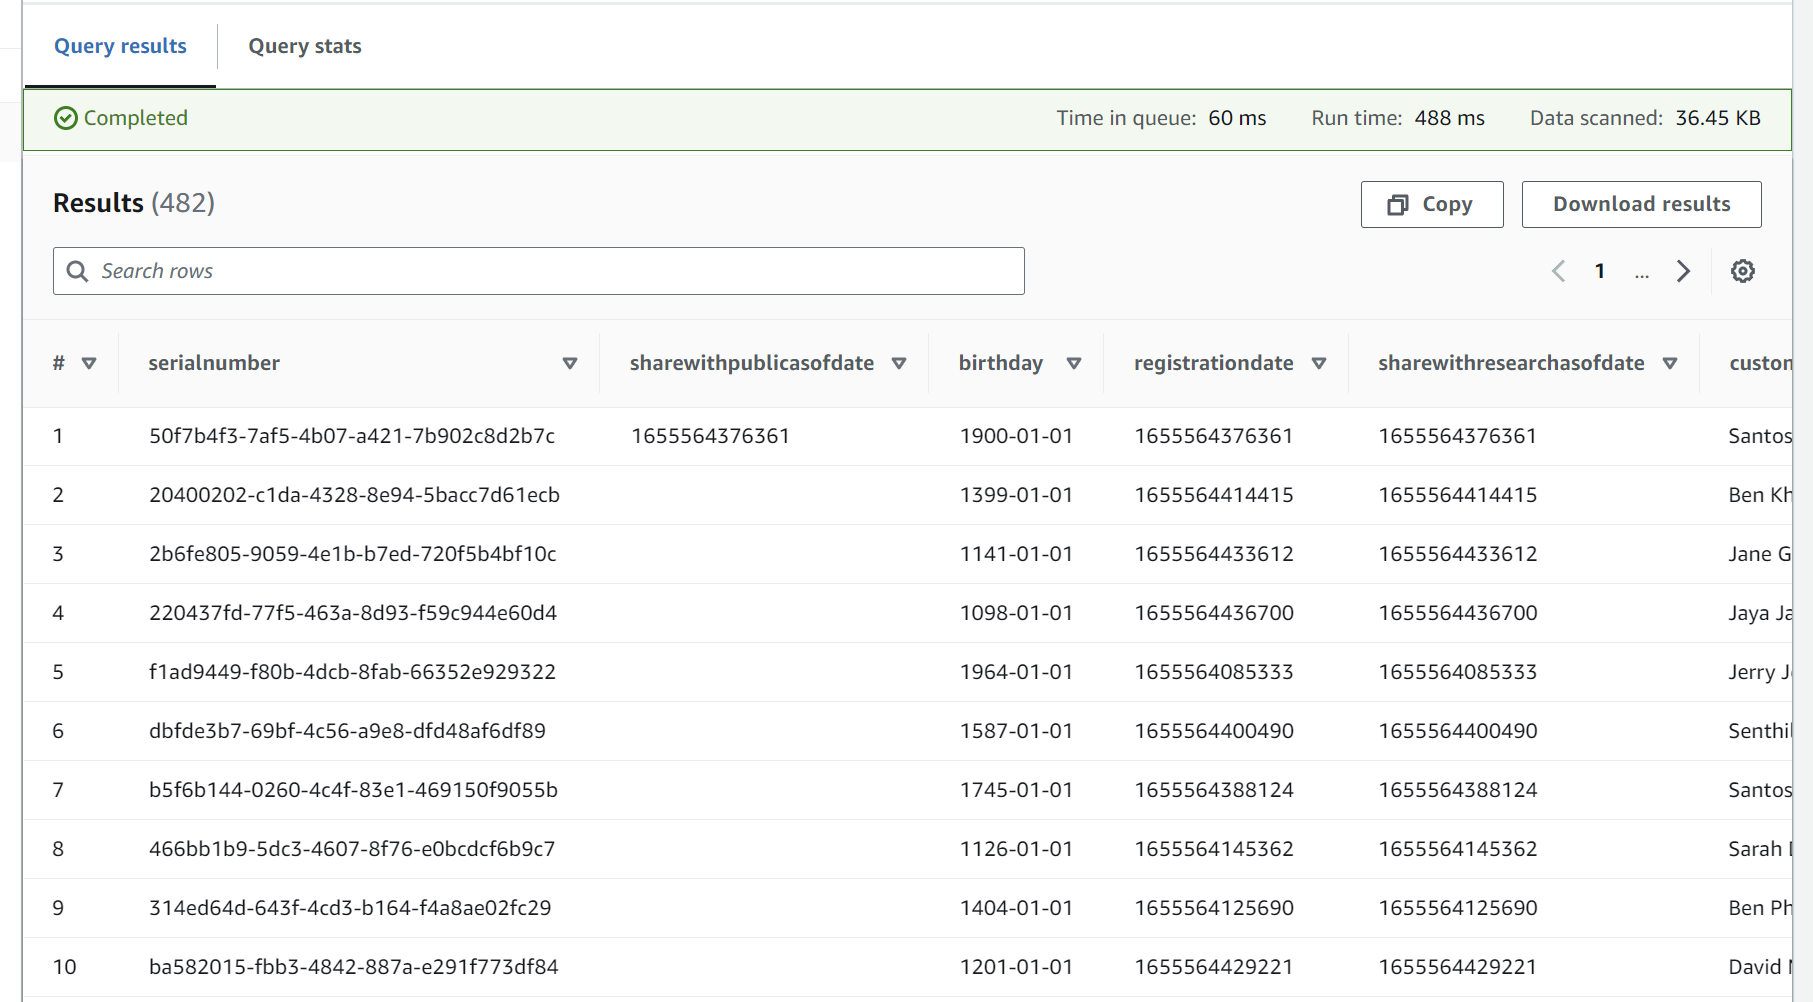 Query results Query stats
Completed Time in queue: 60 ms Run time: 488 ms Data scanned: 36.45 KB
Results (482) Copy Download results
Search rows 1 ...
# serialnumber sharewithpublicasofdate birthday registrationdate sharewithresearchasofdate custom
1 50f7b4f3-7af5-4b07-a421-7b902c8d2b7c 1655564376361 1900-01-01 1655564376361 1655564376361 Santos
2 20400202-c1da-4328-8e94-5bacc7d61ecb 1399-01-01 1655564414415 1655564414415 Ben Kh
3 2b6fe805-9059-4e1b-b7ed-720f5b4bf10c 1141-01-01 1655564433612 1655564433612 Jane G
4 220437fd-77f5-463a-8d93-f59c944e60d4 1098-01-01 1655564436700 1655564436700 Jaya Ja
5 f1ad9449-f80b-4dcb-8fab-66352e929322 1964-01-01 1655564085333 1655564085333 Jerry J
6 dbfde3b7-69bf-4c56-a9e8-dfd48af6df89 1587-01-01 1655564400490 1655564400490 Senthil
7 b5f6b144-0260-4c4f-83e1-469150f9055b 1745-01-01 1655564388124 1655564388124 Santos
8 466bb1b9-5dc3-4607-8f76-e0bcdcf6b9c7 1126-01-01 1655564145362 1655564145362 Sarah
9 314ed64d-643f-4cd3-b164-f4a8ae02fc29 1404-01-01 1655564125690 1655564125690 Ben Ph
10 ba582015-fbb3-4842-887a-e291f773df84 1201-01-01 1655564429221 1655564429221 David